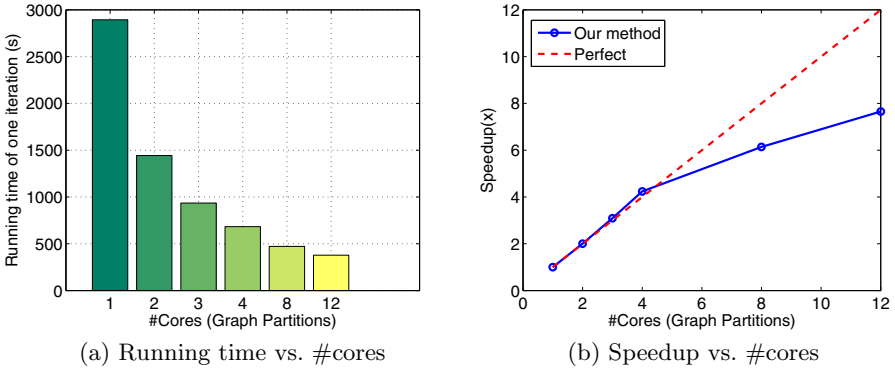 3000
2500
2000
1500
1000
500
0
Running time of one iteration (s)
1 2 3 4 8 12
#Cores (Graph Partitions)
(a) Running time vs. #cores
12
10
8
6
4
2
0
Speedup(x)
Our method
Perfect
0 2 4 6 8 10 12
#Cores (Graph Partitions)
(b) Speedup vs. #cores